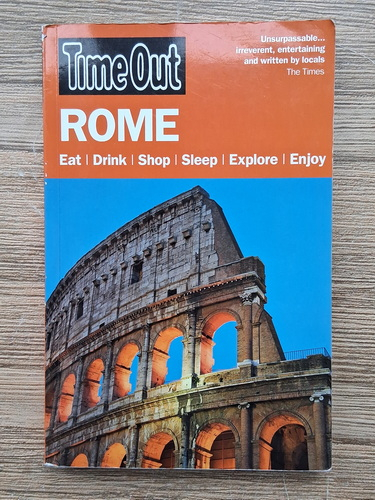 Time Out
Unsurpassable...
irreverent, entertaining
and written by locals
The Times
ROME
Eat | Drink | Shop | Sleep | Explore | Enjoy